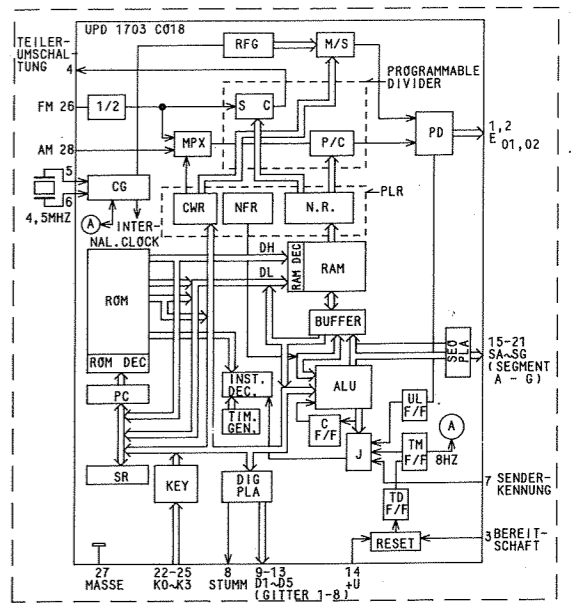 UPD 1703 C018
TEILER-
UMSCHAL-
TUNG
4
RFG
M/S
PROGRAMMABLE
DIVIDER
FM 26
1/2
S C
AM 28
MPX
P/C
PD
1,2
E 01,02
5
6
4,5MHZ
CG
A
INTER-
NAL.CLOCK
CWR
NFR
N.R.
PLR
DH
DL
ROM
ROM DEC
RAM DEC
RAM
BUFFER
15-21
SA~SG
(SEGMENT
A - G)
SEG
PLA
INST.
DEC.
ALU
PC
TIM.
GEN.
C
F/F
UL
F/F
A
J
TM
F/F
8HZ
SR
KEY
DIG
PLA
TD
F/F
7 SENDER-
KENNUNG
RESET
3 BEREIT-
SCHAFT
27
MASSE
22-25
K0~K3
8
STUMM
9-13
D1~D5
(GITTER 1-8)
14
+U